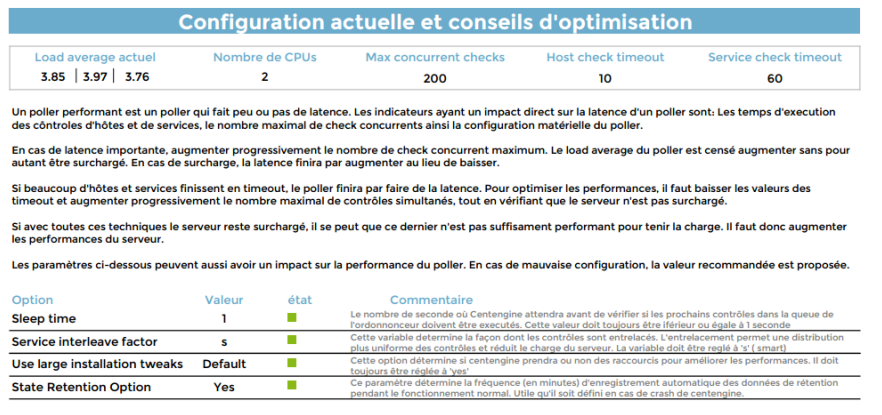 Configuration actuelle et conseils d'optimisation
Load average actuel Nombre de CPUs Max concurrent checks Host check timeout Service check timeout
3.85 | 3.97 | 3.76 2 200 10 60
Un poller performant est un poller qui fait peu ou pas de latence. Les indicateurs ayant un impact direct sur la latence d'un poller sont: Les temps d'execution
des côntroles d'hôtes et de services, le nombre maximal de check concurrents ainsi la configuration matérielle du poller.
En cas de latence importante, augmenter progressivement le nombre de check concurrent maximum. Le load average du poller est censé augmenter sans pour
autant être surchargé. En cas de surcharge, la latence finira par augmenter au lieu de baisser.
Si beaucoup d'hôtes et services finissent en timeout, le poller finira par faire de la latence. Pour optimiser les performances, il faut baisser les valeurs des
timeout et augmenter progressivement le nombre maximal de contrôles simultanés, tout en vérifiant que le serveur n'est pas surchargé.
Si avec toutes ces techniques le serveur reste surchargé, il se peut que ce dernier n'est pas suffisament performant pour tenir la charge. Il faut donc augmenter
les performances du serveur.
Les paramètres ci-dessous peuvent aussi avoir un impact sur la performance du poller. En cas de mauvaise configuration, la valeur recommandée est proposée.
Option Valeur état Commentaire
Sleep time 1 Le nombre de seconde où Centengine attendra avant de vérifier si les prochains contrôles dans la queue de
l'ordonnonceur doivent être executés. Cette valeur doit toujours être iférieur ou égale à 1 seconde
Service interleave factor s Cette variable determine la façon dont les contrôles sont entrelacés. L'entrelacement permet une distribution
plus uniforme des contrôles et réduit le charge du serveur. La variable doit être reglé à 's' ( smart)
Use large installation tweaks Default Cette option détermine si centengine prendra ou non des raccourcis pour améliorer les performances. Il doit
toujours être réglée à 'yes'
State Retention Option Yes Ce paramètre détermine la fréquence (en minutes) d'enregistrement automatique des données de rétention
pendant le fonctionnement normal. Utile qu'il soit défini en cas de crash de centengine.